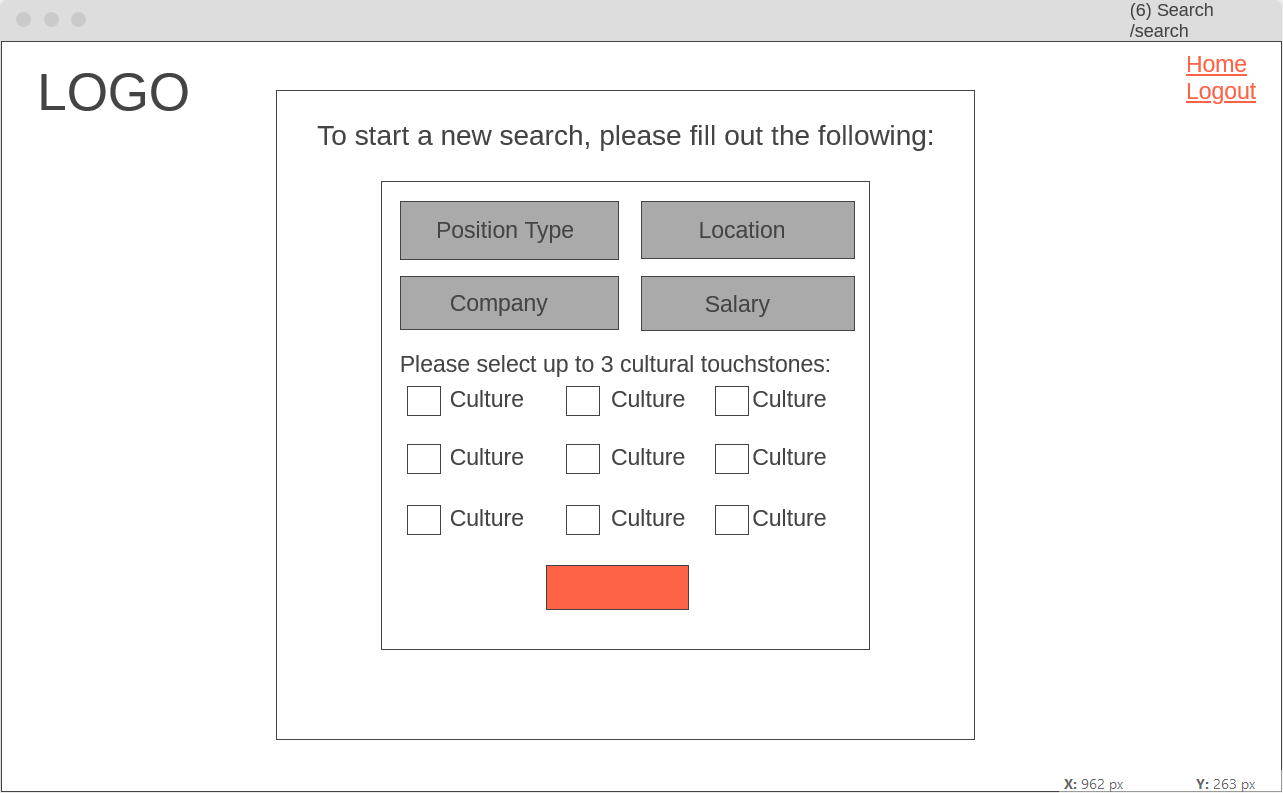 (6) Search
/search
LOGO
Home
Logout
To start a new search, please fill out the following:
Position Type
Location
Company
Salary
Please select up to 3 cultural touchstones:
Culture
Culture
Culture
Culture
Culture
Culture
Culture
Culture
Culture
X: 962 px
Y: 263 px